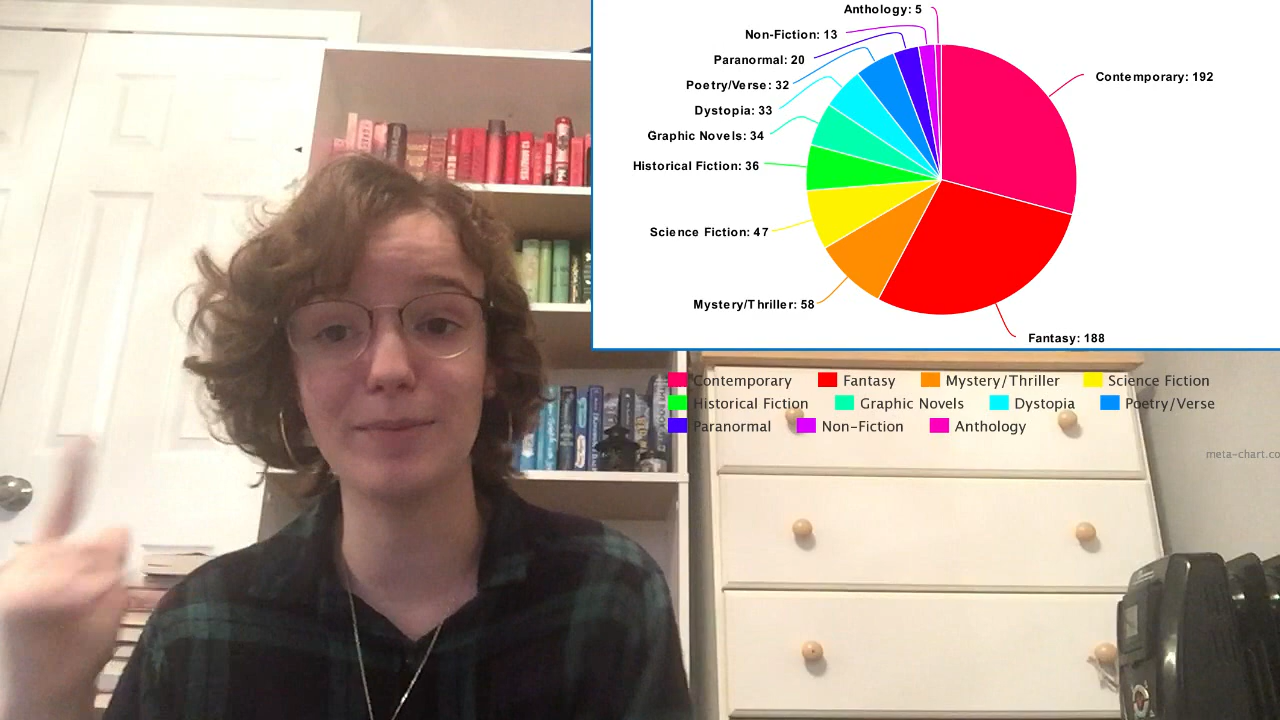 Anthology: 5
Non-Fiction: 13
Paranormal: 20
Poetry/Verse: 32
Dystopia: 33
Graphic Novels: 34
Historical Fiction: 36
Science Fiction: 47
Mystery/Thriller: 58
Contemporary: 192
Fantasy: 188
Contemporary Fantasy Mystery/Thriller Science Fiction
Historical Fiction Graphic Novels Dystopia Poetry/Verse
Paranormal Non-Fiction Anthology
meta-chart.co